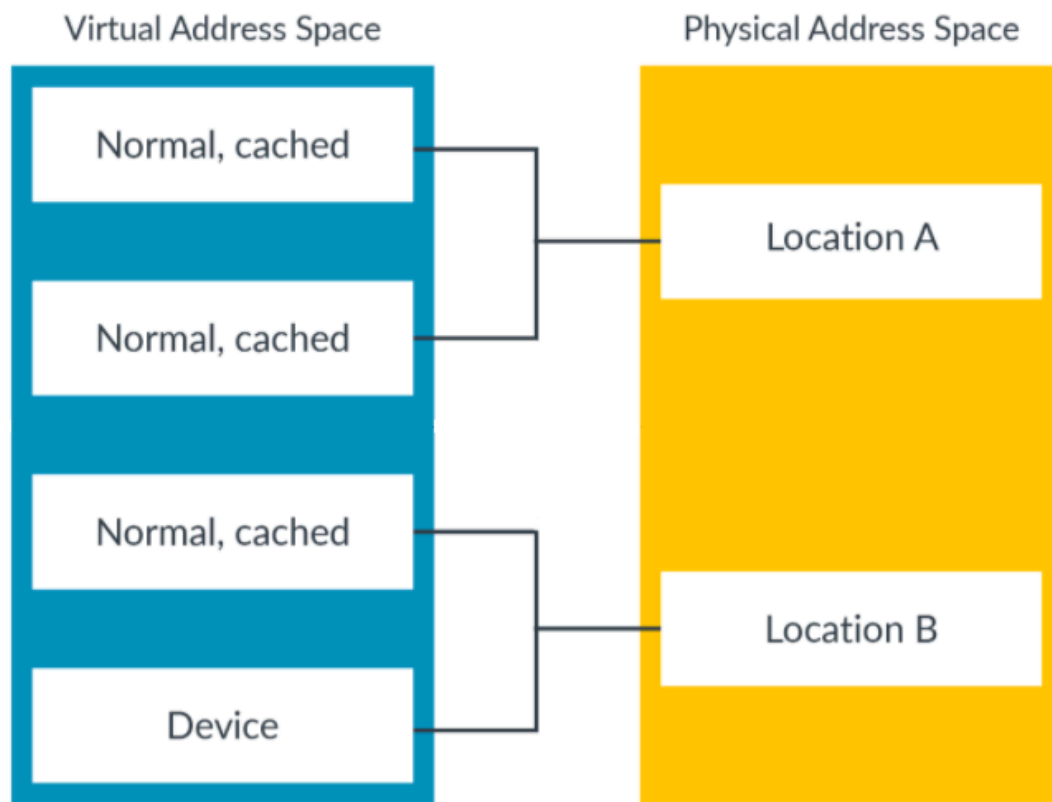 Virtual Address Space
Physical Address Space
Normal, cached
Normal, cached
Normal, cached
Device
Location A
Location B